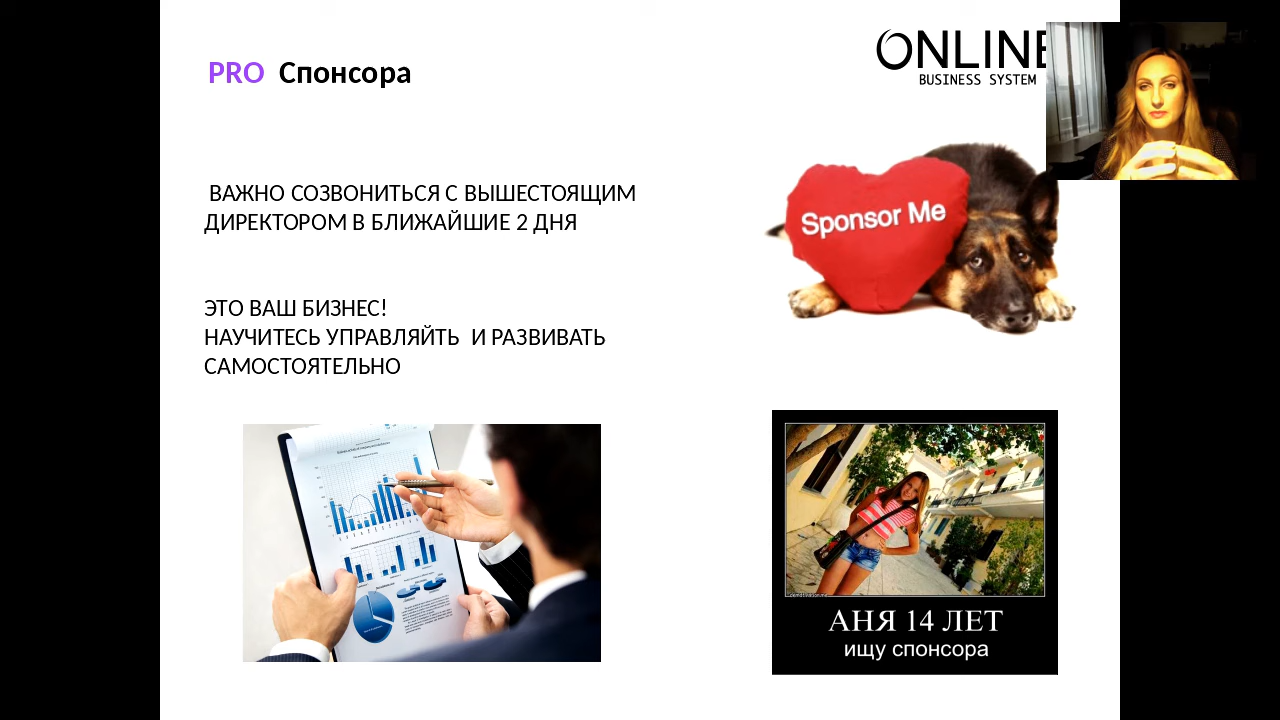 PRO Спонсора
ONLINE
BUSINESS SYSTEM
ВАЖНО СОЗВОНИТЬСЯ С ВЫШЕСТОЯЩИМ
ДИРЕКТОРОМ В БЛИЖАЙШИЕ 2 ДНЯ
Sponsor Me
ЭТО ВАШ БИЗНЕС!
НАУЧИТЕСЬ УПРАВЛЯЙТЬ И РАЗВИВАТЬ
САМОСТОЯТЕЛЬНО
АНЯ 14 ЛЕТ
ищу спонсора